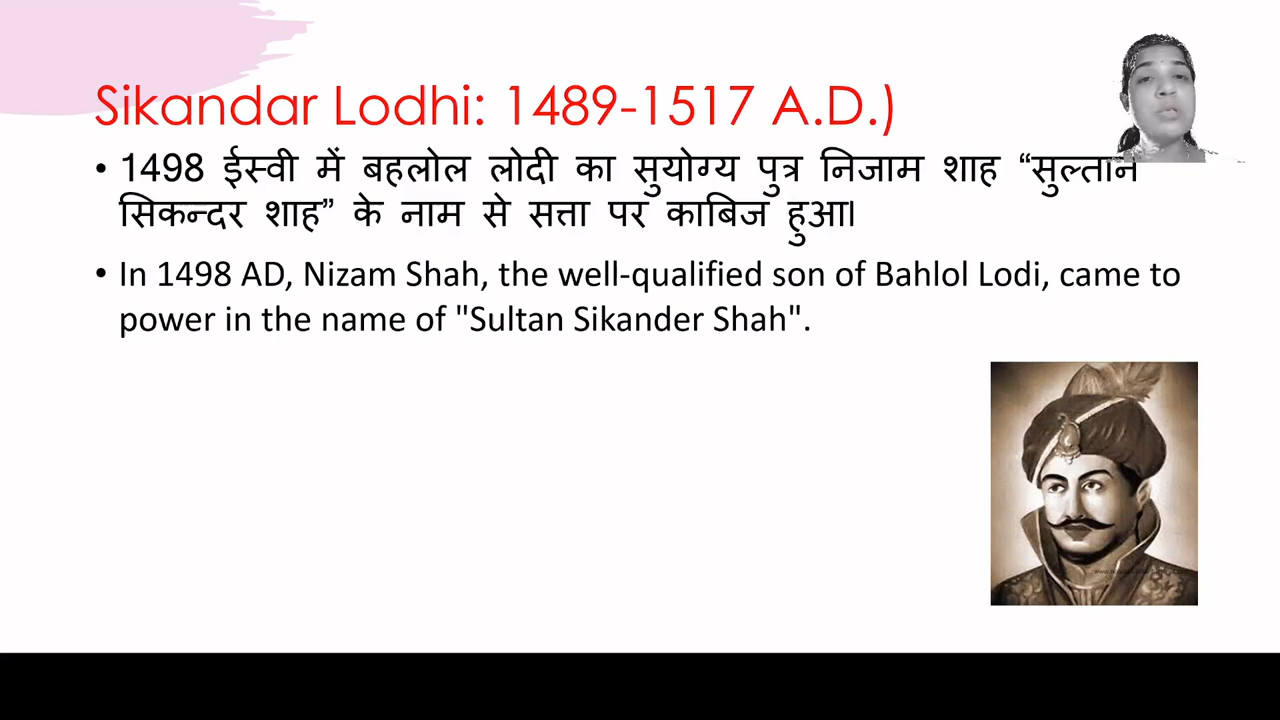 Sikandar Lodhi: 1489-1517 A.D.)
• 1498 ईस्वी में बहलोल लोदी का सुयोग्य पुत्र निजाम शाह “सुल्तान
सिकन्दर शाह” के नाम से सत्ता पर काबिज हुआ।
• In 1498 AD, Nizam Shah, the well-qualified son of Bahlol Lodi, came to
power in the name of "Sultan Sikander Shah".